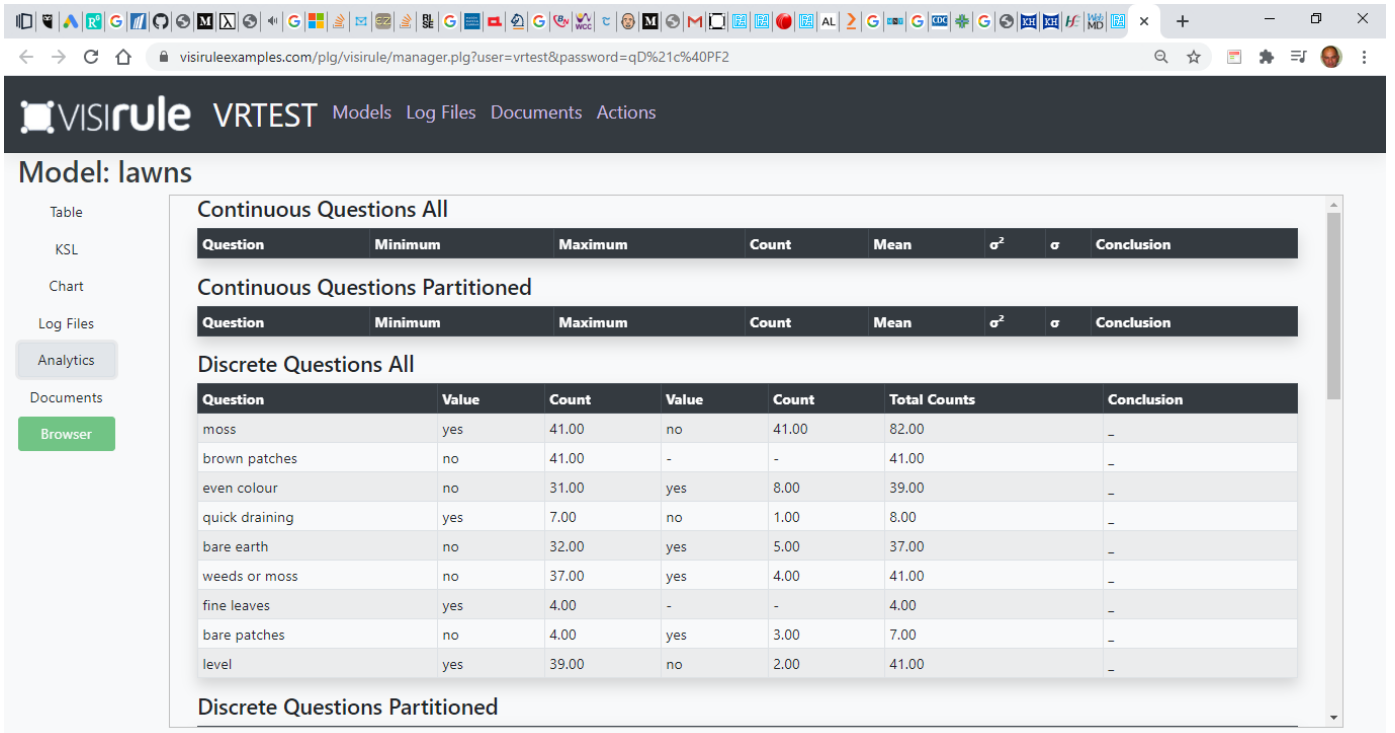 visiruleexamples.com/plg/visirule/manager.plg?user=vrtest&password=qD%21c%40PF2
VISIrule VRTEST Models Log Files Documents Actions
Model: lawns
Table
KSL
Chart
Log Files
Analytics
Documents
Browser
Continuous Questions All
Question Minimum Maximum Count Mean σ² σ Conclusion
Continuous Questions Partitioned
Question Minimum Maximum Count Mean σ² σ Conclusion
Discrete Questions All
Question Value Count Value Count Total Counts Conclusion
moss yes 41.00 no 41.00 82.00 _
brown patches no 41.00 - - 41.00 _
even colour no 31.00 yes 8.00 39.00 _
quick draining yes 7.00 no 1.00 8.00 _
bare earth no 32.00 yes 5.00 37.00 _
weeds or moss no 37.00 yes 4.00 41.00 _
fine leaves yes 4.00 - - 4.00 _
bare patches no 4.00 yes 3.00 7.00 _
level yes 39.00 no 2.00 41.00 _
Discrete Questions Partitioned